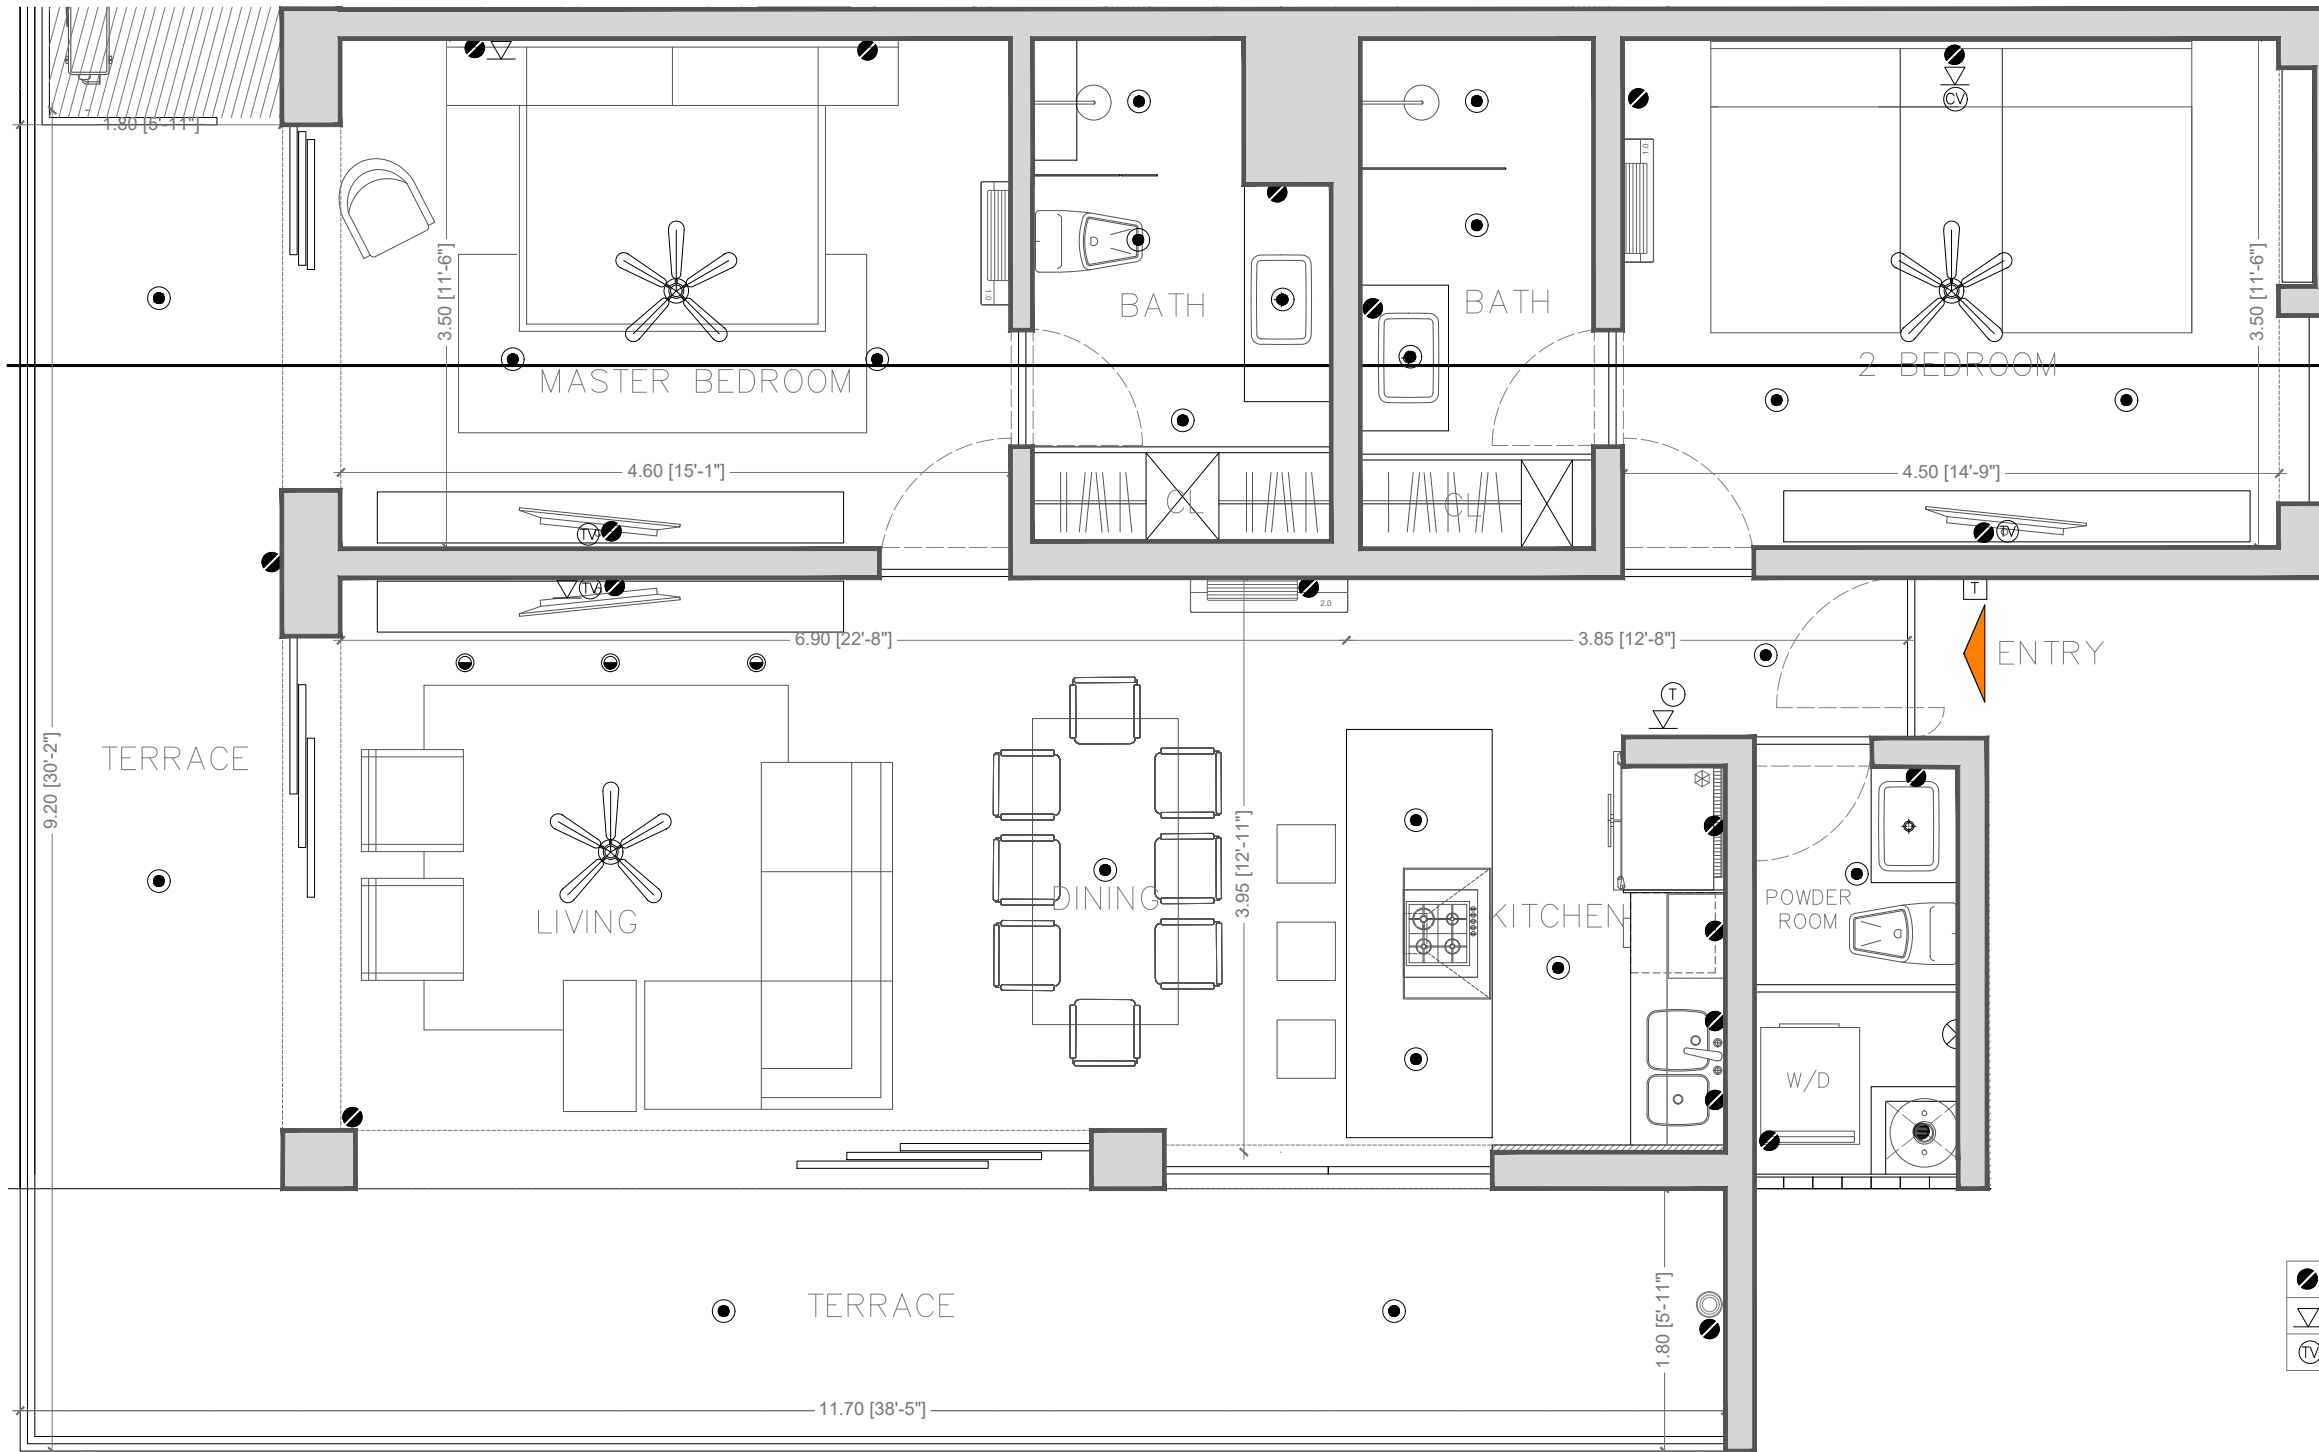 1.80 [5'-11"]
CV
1.0
1.0
3.50 [11'-6"]
BATH
BATH
3.50 [11'-6"]
MASTER BEDROOM
2 BEDROOM
4.60 [15'-1"]
4.50 [14'-9"]
CL
CL
TV
TV
TV
T
2.0
6.90 [22'-8"]
3.85 [12'-8"]
ENTRY
T
TERRACE
9.20 [30'-2"]
3.95 [12'-11"]
LIVING
DINING
KITCHEN
POWDER
ROOM
W/D
TERRACE
1.80 [5'-11"]
TV
11.70 [38'-5"]